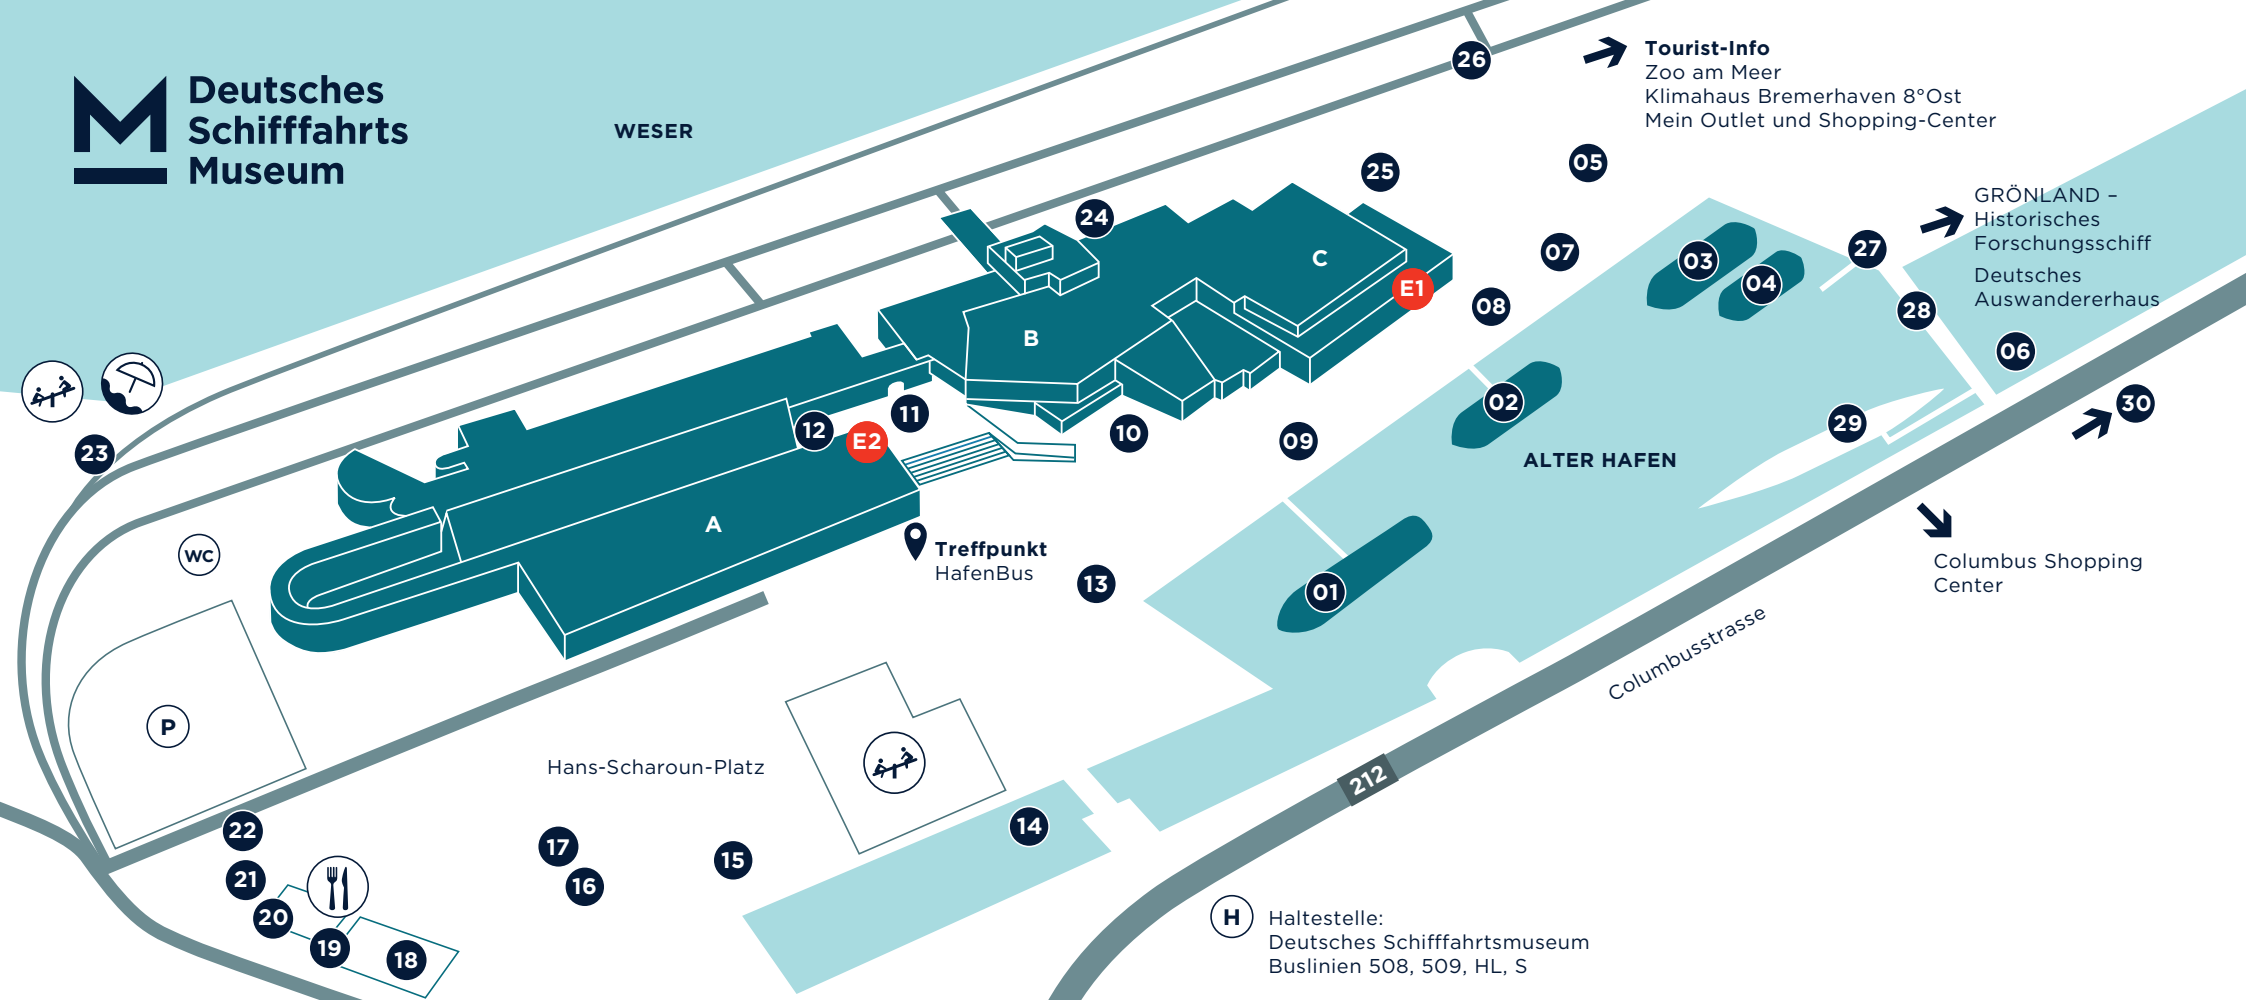 Deutsches
Schifffahrts
Museum
WESER
26
Tourist-Info
Zoo am Meer
Klimahaus Bremerhaven 8°Ost
Mein Outlet und Shopping-Center
05
25
24
GRÖNLAND –
Historisches
Forschungsschiff
Deutsches
Auswandererhaus
27
07
03
04
C
E1
08
28
B
06
02
30
11
12
E2
10
09
29
23
ALTER HAFEN
A
WC
Treffpunkt
HafenBus
13
01
Columbus Shopping
Center
Columbusstrasse
P
Hans-Scharoun-Platz
212
22
17
14
15
16
21
20
19
18
H
Haltestelle:
Deutsches Schifffahrtsmuseum
Buslinien 508, 509, HL, S